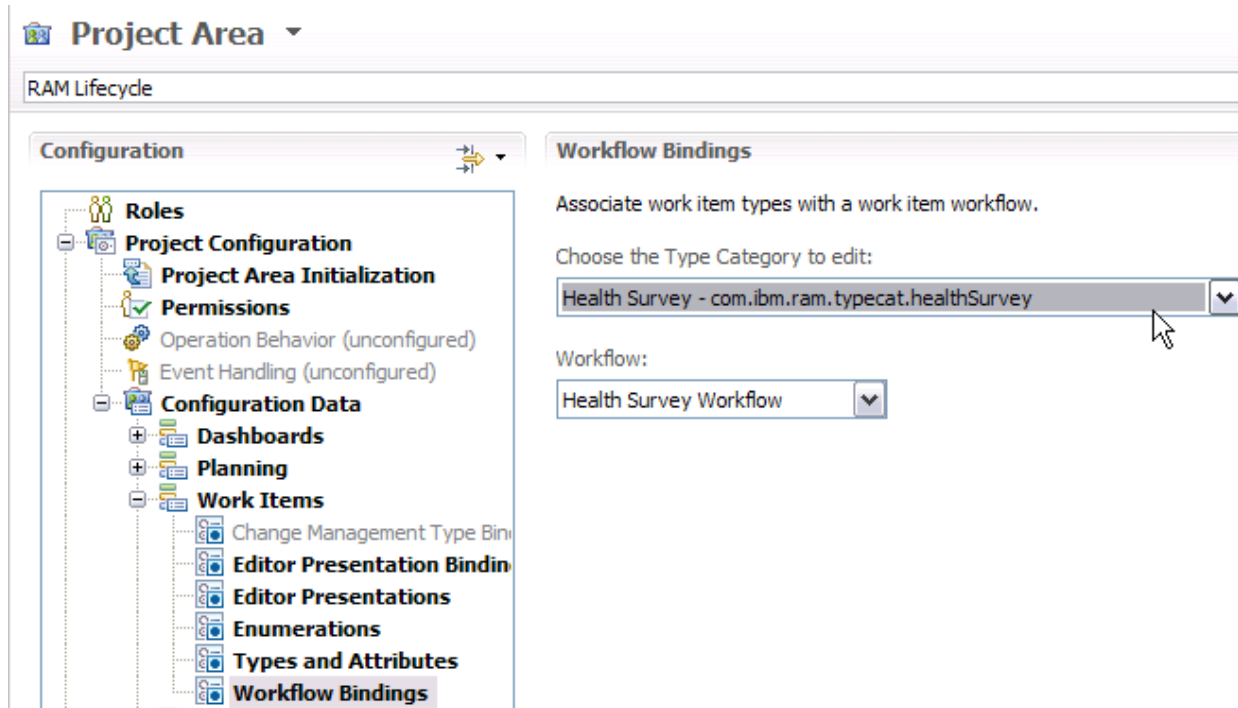 Project Area
RAM Lifecycle
Configuration
Roles
Project Configuration
Project Area Initialization
Permissions
Operation Behavior (unconfigured)
Event Handling (unconfigured)
Configuration Data
Dashboards
Planning
Work Items
Change Management Type Bin
Editor Presentation Bindin
Editor Presentations
Enumerations
Types and Attributes
Workflow Bindings
Workflow Bindings
Associate work item types with a work item workflow.
Choose the Type Category to edit:
Health Survey - com.ibm.ram.typecat.healthSurvey
Workflow:
Health Survey Workflow